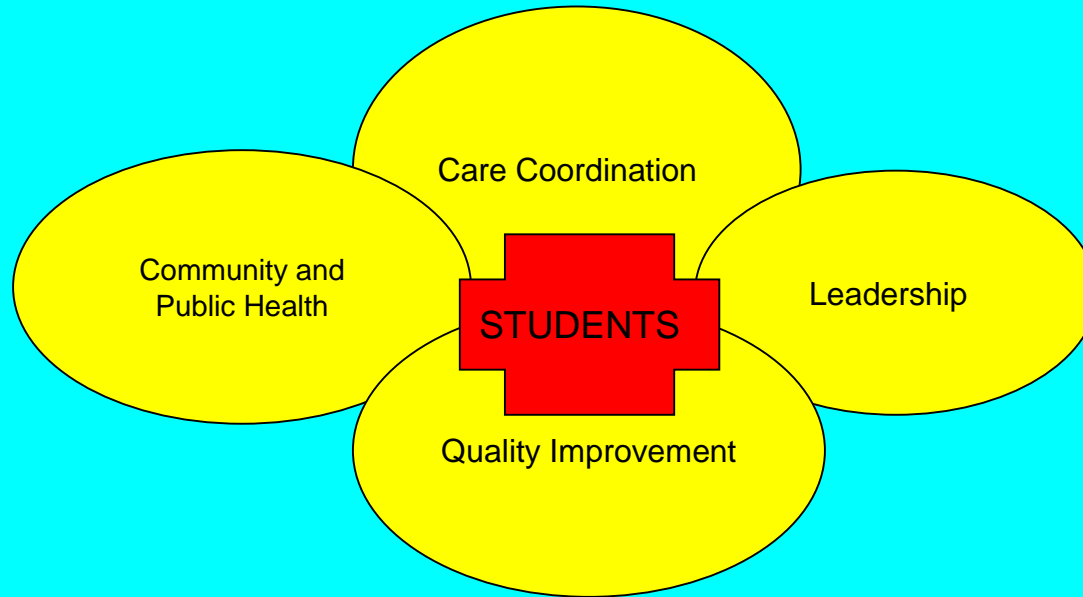 Care Coordination
Community and
Public Health
Leadership
STUDENTS
Quality Improvement